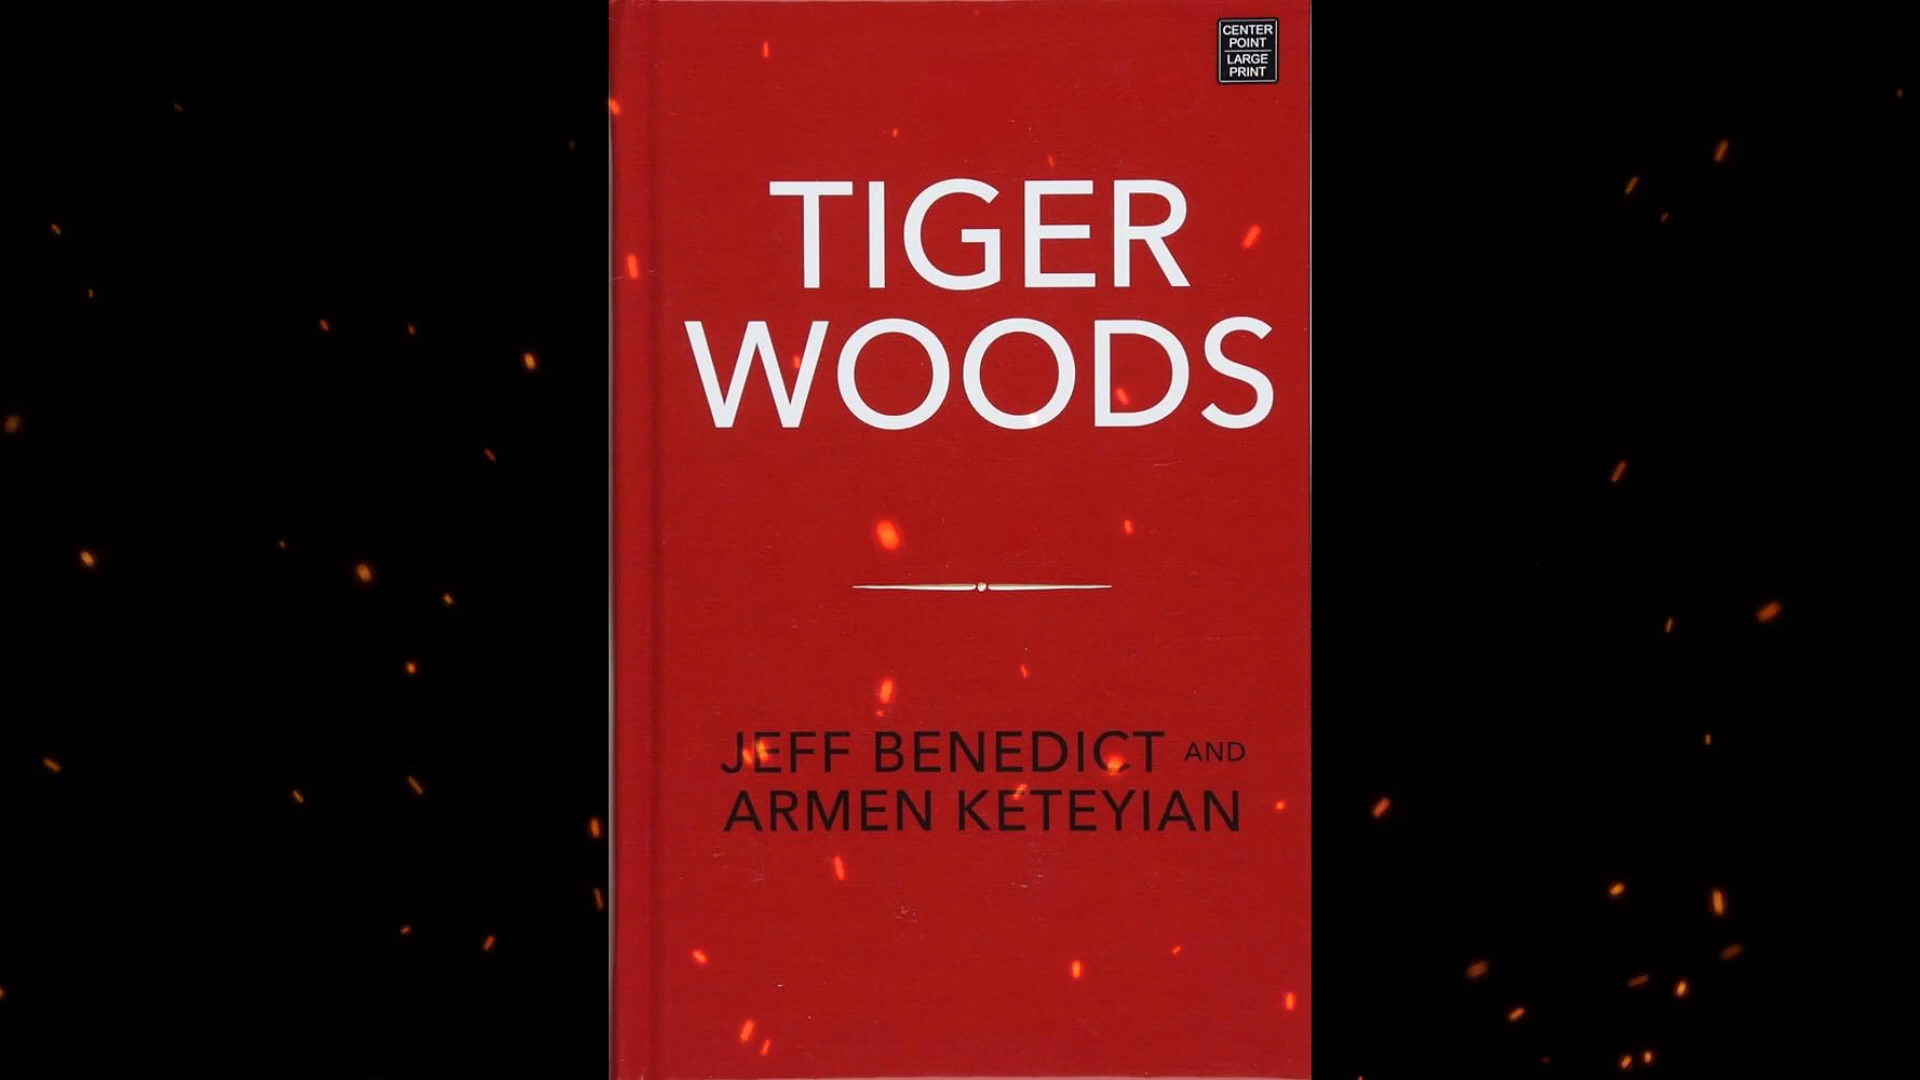 CENTER
POINT
LARGE
PRINT
TIGER
WOODS
JEFF BENEDICT AND
ARMEN KETEYIAN